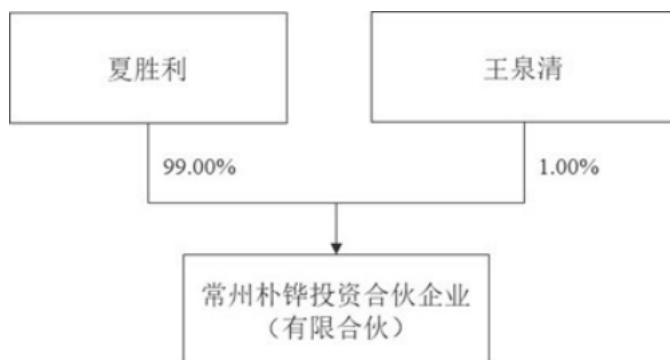 夏胜利
王泉清
99.00%
1.00%
常州朴铧投资合伙企业
（有限合伙）